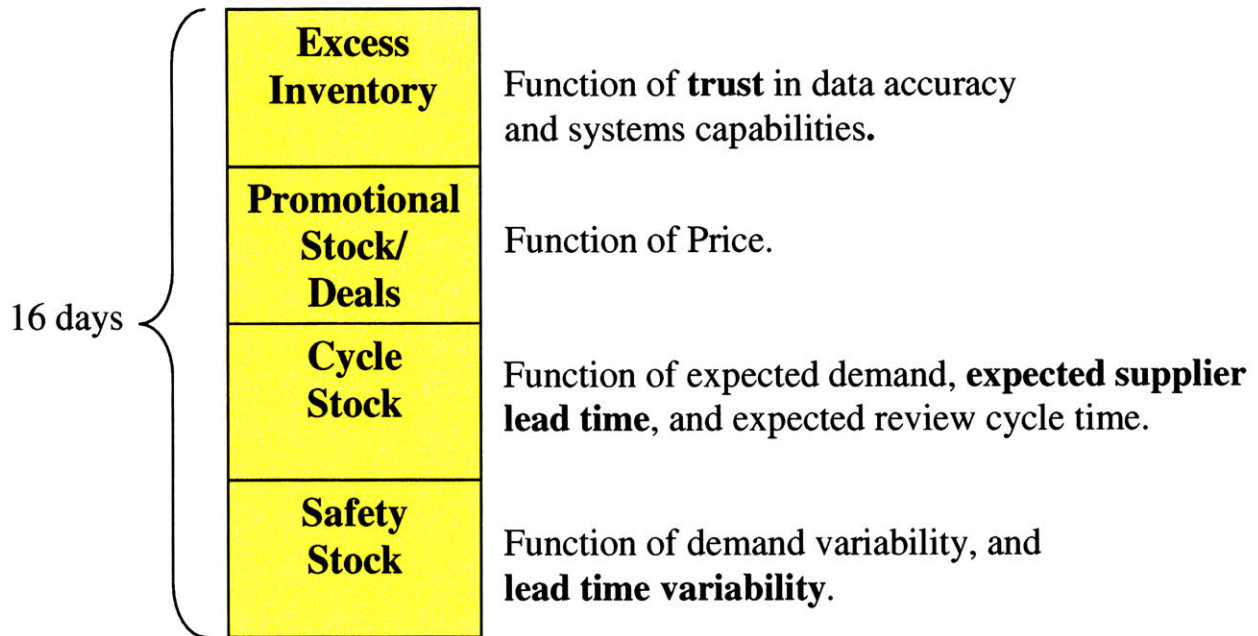 Excess
Inventory
Function of trust in data accuracy
and systems capabilities.
Promotional
Stock/
Deals
Function of Price.
16 days
Cycle
Stock
Function of expected demand, expected supplier
lead time, and expected review cycle time.
Safety
Stock
Function of demand variability, and
lead time variability.